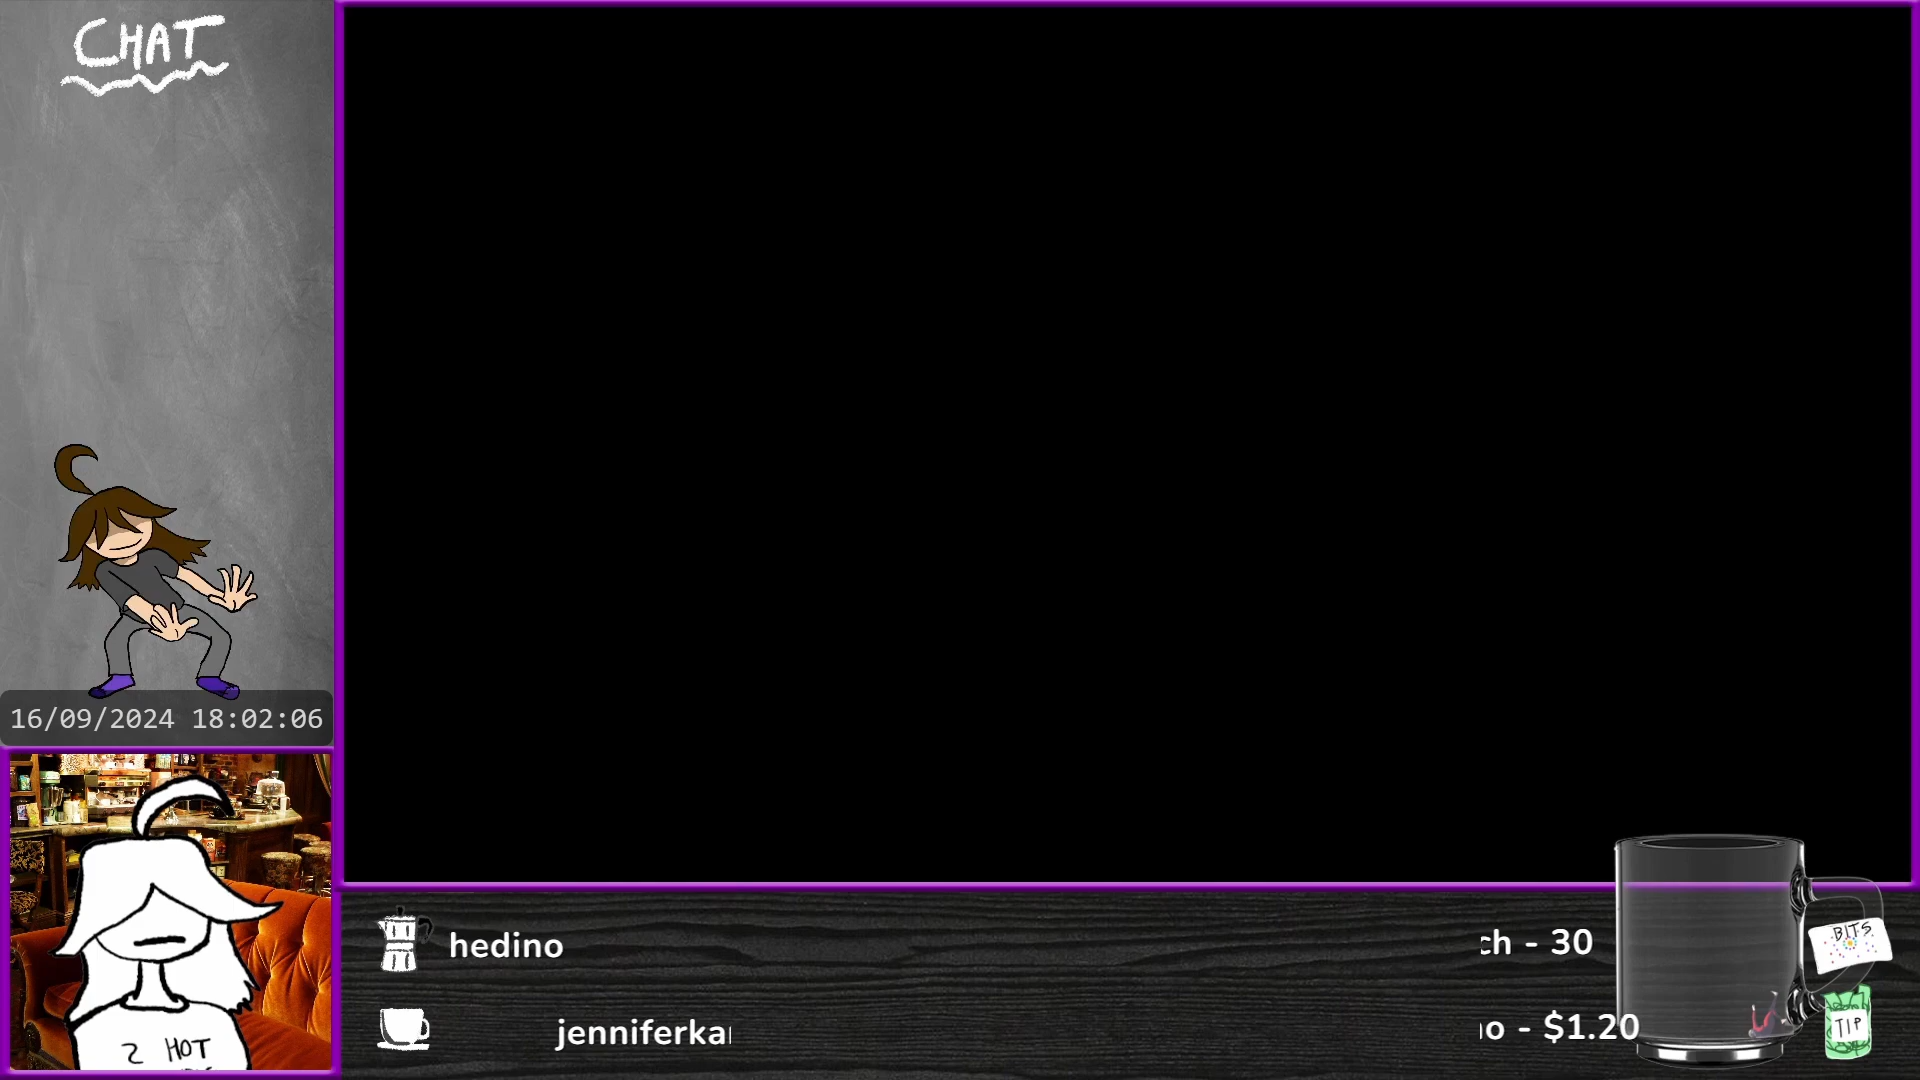 CHAT
16/09/2024 18:02:06
2 HOT
hedino
ch - 30
BITS
jenniferka
o - $1.20
TIP